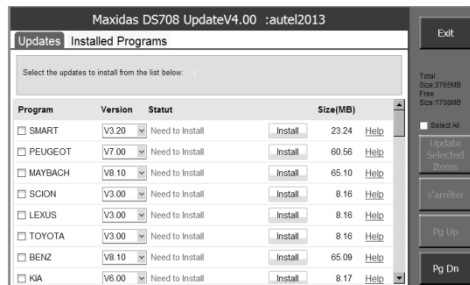 Maxidas DS708 UpdateV4.00 :autel2013
Exit
Updates Installed Programs
Select the updates to install from the list below:
Total
Size:3765MB
Free
Size:1708MB
Program Version Statut Size(MB)
Select All
SMART V3.20 Need to Install Install 23.24 Help
Update
Selected
Items
PEUGEOT V7.00 Need to Install Install 60.56 Help
MAYBACH V8.10 Need to Install Install 65.10 Help
SCION V3.00 Need to Install Install 8.16 Help
s'arrêter
LEXUS V3.00 Need to Install Install 8.16 Help
TOYOTA V3.00 Need to Install Install 8.16 Help
Pg Up
BENZ V8.10 Need to Install Install 65.09 Help
KIA V6.00 Need to Install Install 8.17 Help
Pg Dn